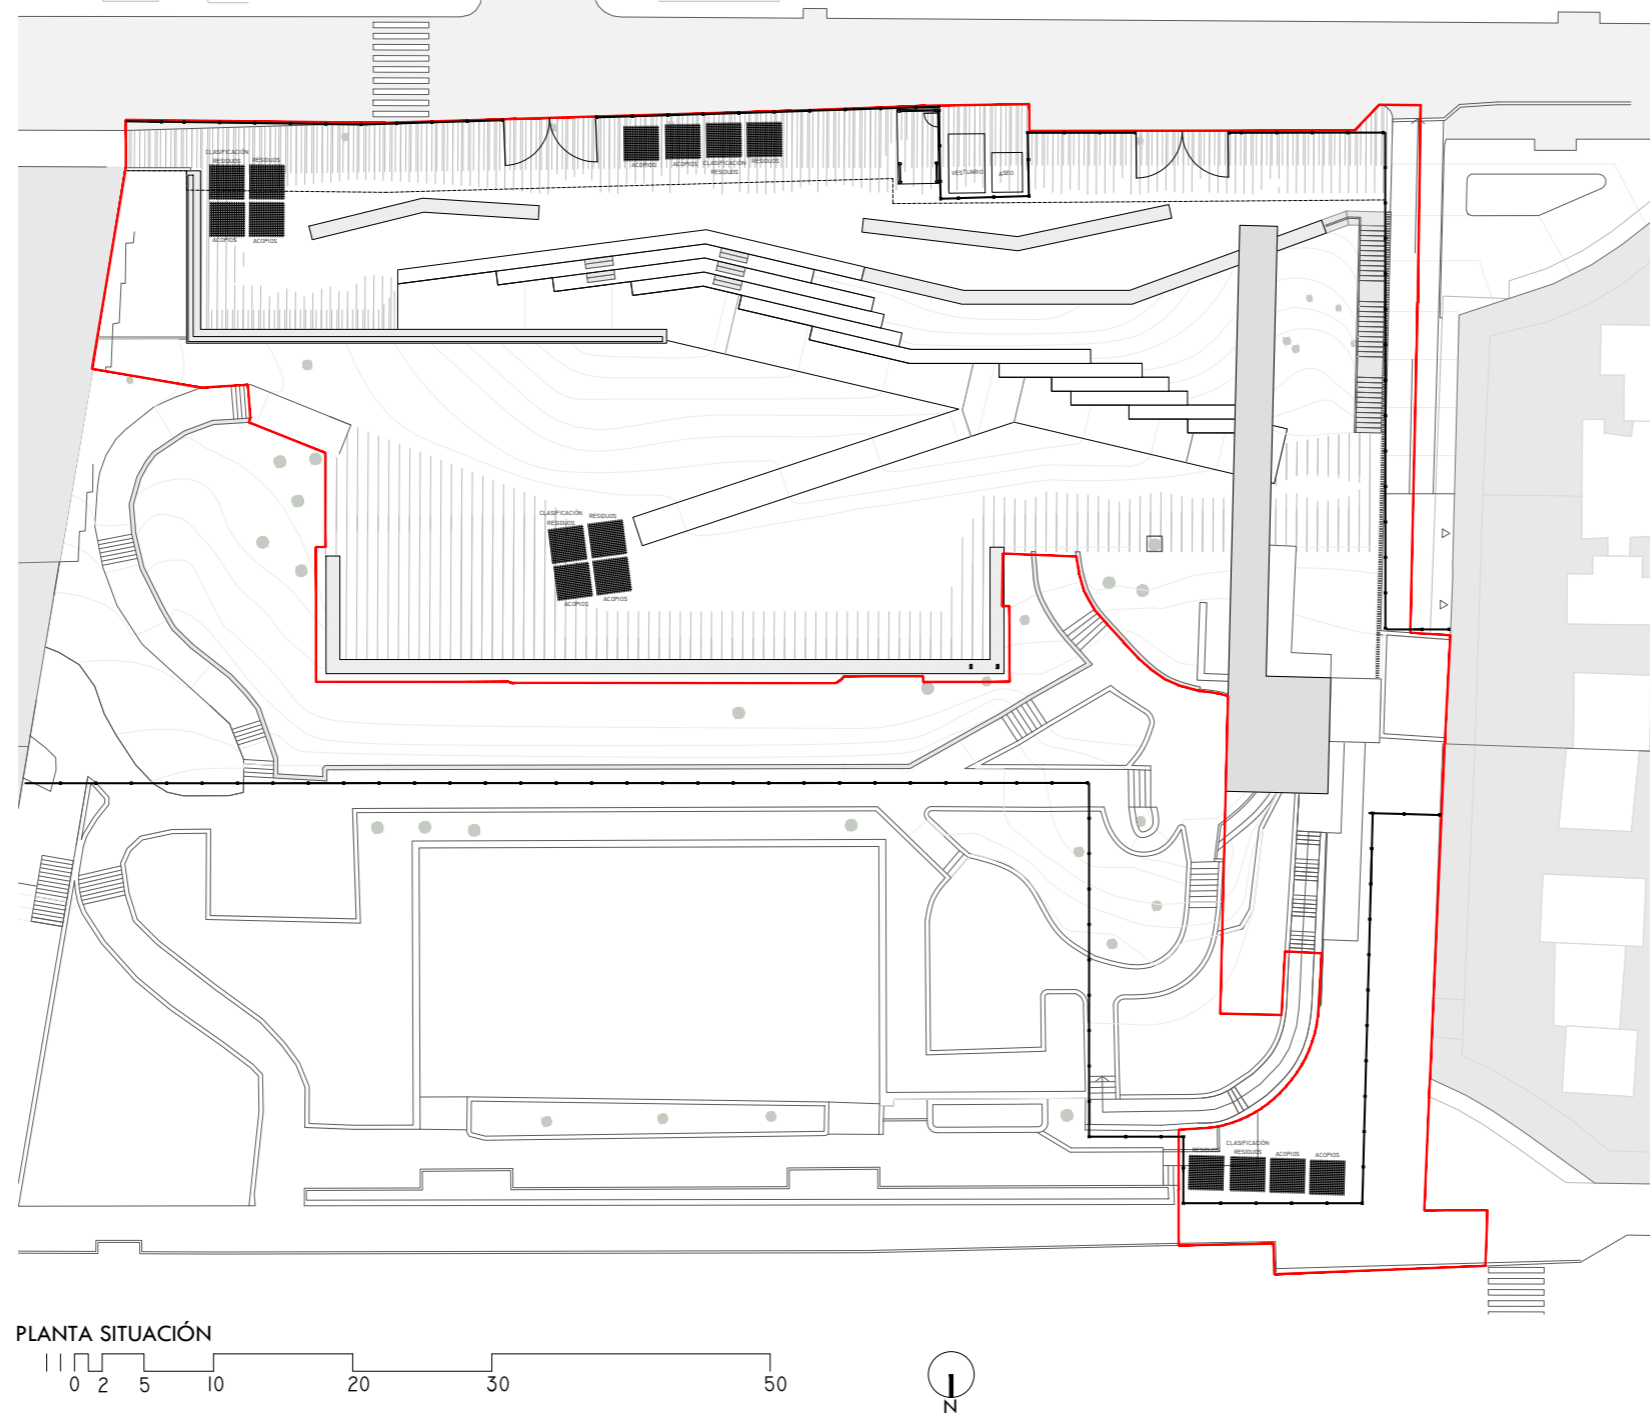 CLASIFICACIÓN
RESIDUOS RESIDUOS
ACOPIOS ACOPIOS
ACOPIOS ACOPIOS CLASIFICACIÓN RESIDUOS
RESIDUOS
VESTUARIO ASEO
CLASIFICACIÓN RESIDUOS
RESIDUOS
ACOPIOS ACOPIOS
RESIDUOS CLASIFICACIÓN
RESIDUOS ACOPIOS ACOPIOS
PLANTA SITUACIÓN
0 2 5 10 20 30 50
N